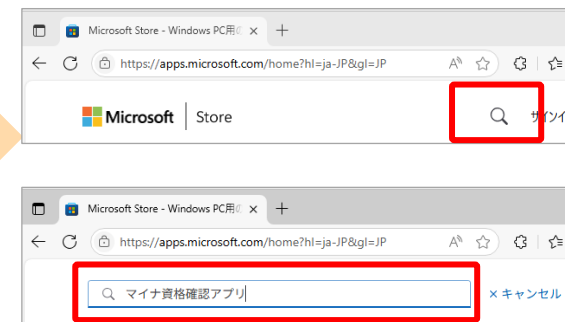 Microsoft Store - Windows PC用の
https://apps.microsoft.com/home?hl=ja-JP&gl=JP
Microsoft Store
サインイ
Microsoft Store - Windows PC用の
https://apps.microsoft.com/home?hl=ja-JP&gl=JP
マイナ資格確認アプリ
×キャンセル